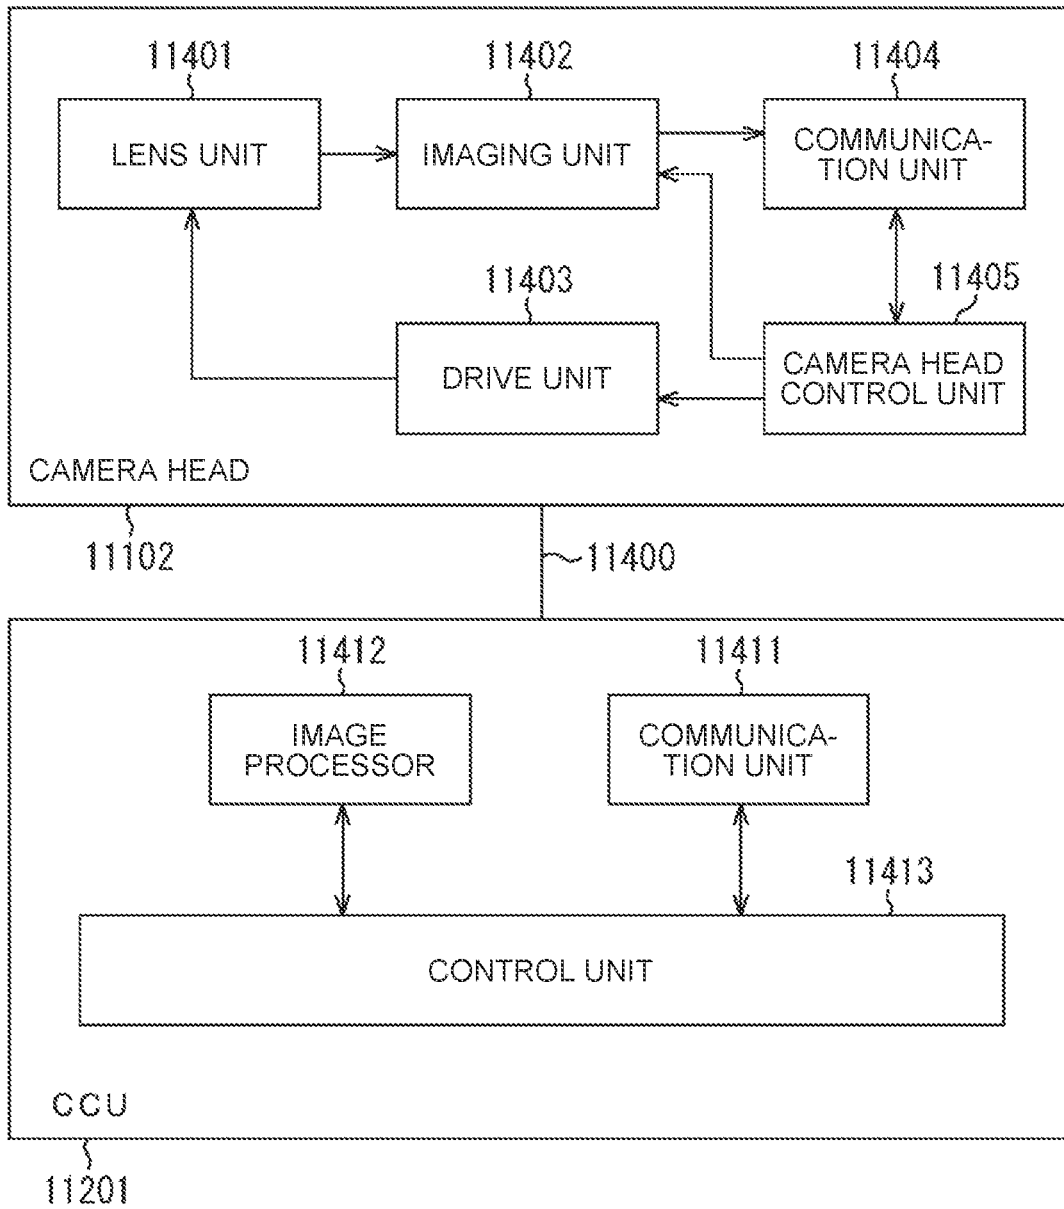 11401
11402
11404
LENS UNIT
IMAGING UNIT
COMMUNICA-
TION UNIT
11403
11405
DRIVE UNIT
CAMERA HEAD
CONTROL UNIT
CAMERA HEAD
11102
11400
11412
11411
IMAGE
PROCESSOR
COMMUNICA-
TION UNIT
11413
CONTROL UNIT
CCU
11201